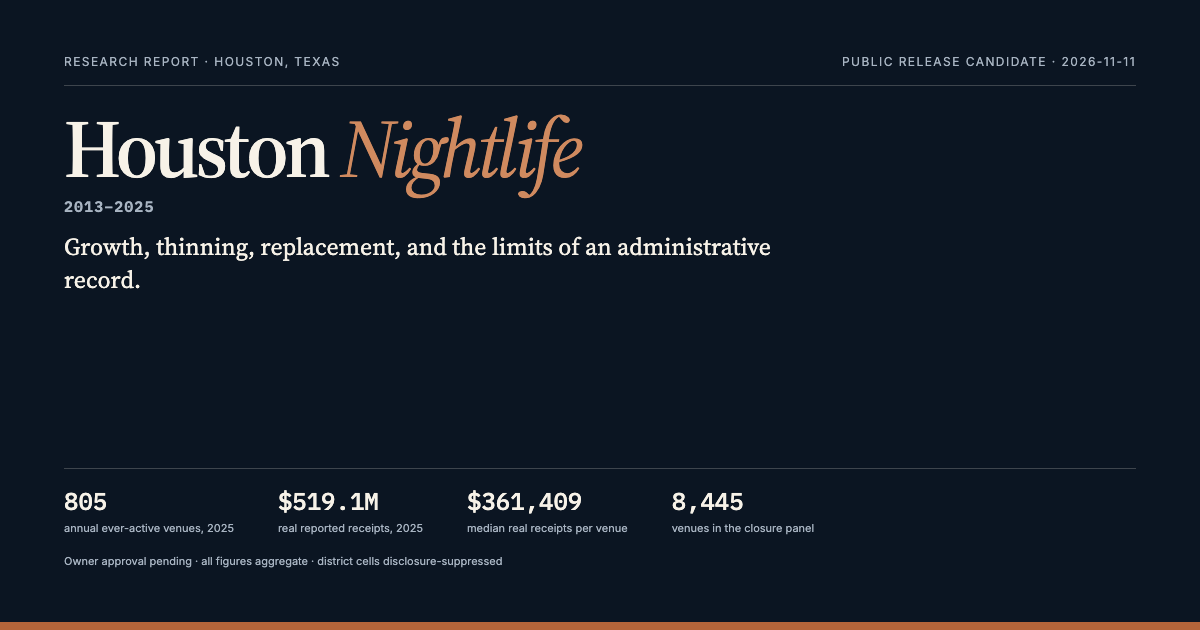 RESEARCH REPORT · HOUSTON, TEXAS
PUBLIC RELEASE CANDIDATE · 2026-11-11
Houston Nightlife
2013–2025
Growth, thinning, replacement, and the limits of an administrative
record.
805
annual ever-active venues, 2025
$519.1M
real reported receipts, 2025
$361,409
median real receipts per venue
8,445
venues in the closure panel
Owner approval pending · all figures aggregate · district cells disclosure-suppressed